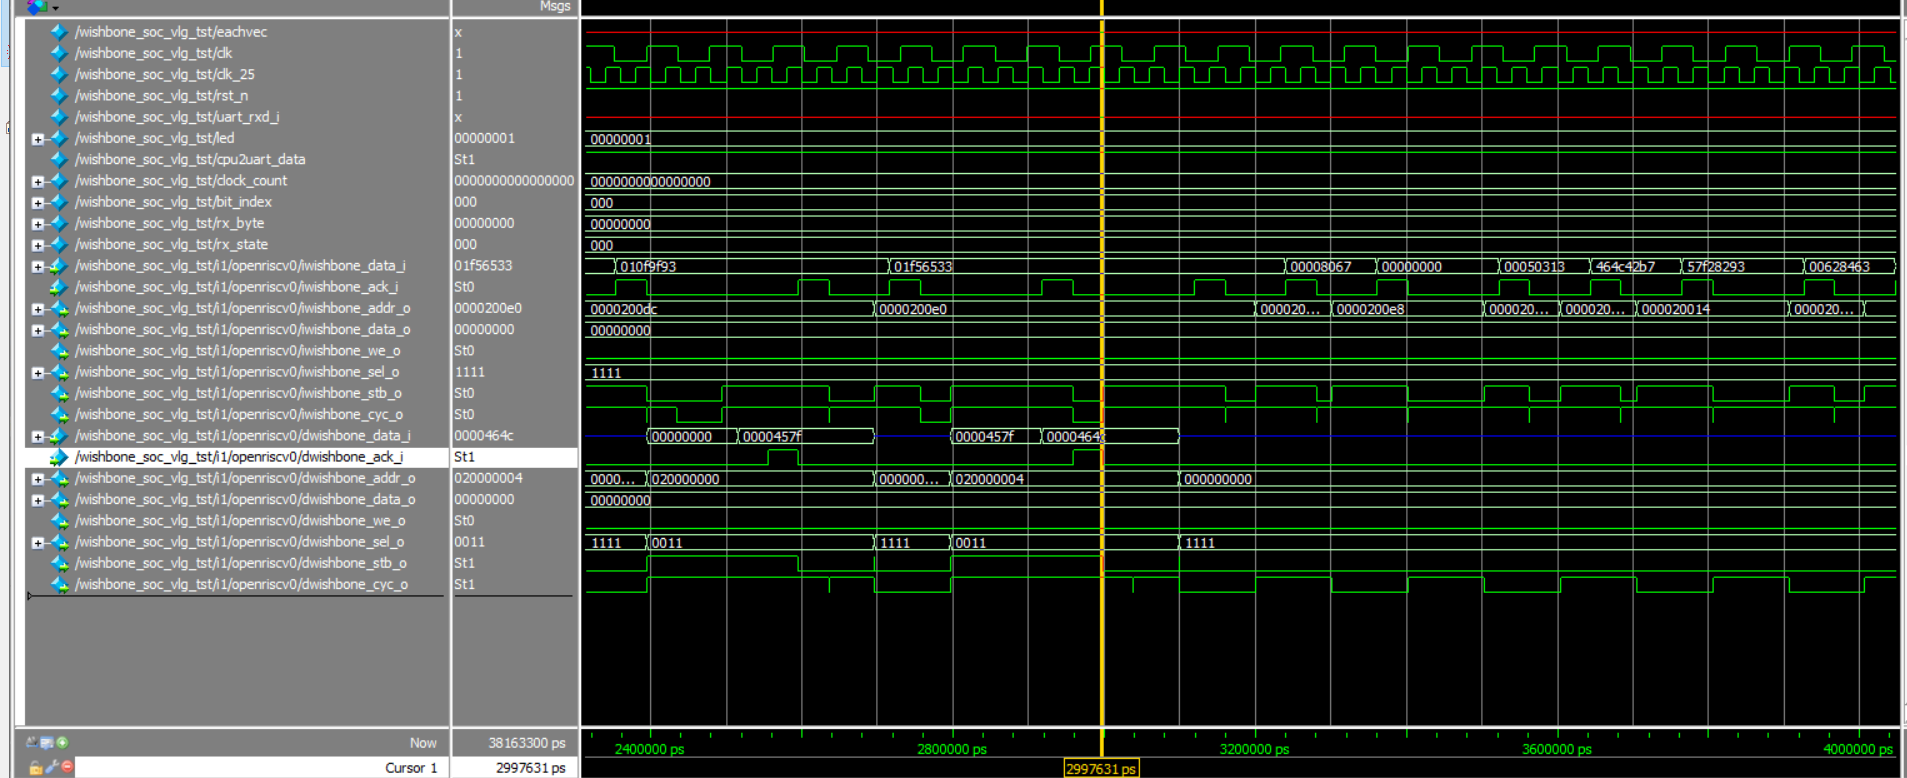 Msgs
/wishbone_soc_vlg_tst/eachvec x
/wishbone_soc_vlg_tst/clk 1
/wishbone_soc_vlg_tst/clk_25 1
/wishbone_soc_vlg_tst/rst_n 1
/wishbone_soc_vlg_tst/uart_rxd_i x
/wishbone_soc_vlg_tst/led 00000001 00000001
/wishbone_soc_vlg_tst/cpu2uart_data St1
/wishbone_soc_vlg_tst/clock_count 0000000000000000 0000000000000000
/wishbone_soc_vlg_tst/bit_index 000 000
/wishbone_soc_vlg_tst/rx_byte 00000000 00000000
/wishbone_soc_vlg_tst/rx_state 000 000
/wishbone_soc_vlg_tst/i1/openriscv0/iwishbone_data_i 01f56533 010f9f93 01f56533 00008067 00000000 00050313 464c42b7 57f28293 00628463
/wishbone_soc_vlg_tst/i1/openriscv0/iwishbone_ack_i St0
/wishbone_soc_vlg_tst/i1/openriscv0/iwishbone_addr_o 0000200e0 0000200dc 0000200e0 000020... 0000200e8 000020... 000020... 000020014 000020...
/wishbone_soc_vlg_tst/i1/openriscv0/iwishbone_data_o 00000000 00000000
/wishbone_soc_vlg_tst/i1/openriscv0/iwishbone_we_o St0
/wishbone_soc_vlg_tst/i1/openriscv0/iwishbone_sel_o 1111 1111
/wishbone_soc_vlg_tst/i1/openriscv0/iwishbone_stb_o St0
/wishbone_soc_vlg_tst/i1/openriscv0/iwishbone_cyc_o St0
/wishbone_soc_vlg_tst/i1/openriscv0/dwishbone_data_i 0000464c 00000000 0000457f 0000457f 0000464c
/wishbone_soc_vlg_tst/i1/openriscv0/dwishbone_ack_i St1
/wishbone_soc_vlg_tst/i1/openriscv0/dwishbone_addr_o 020000004 0000... 020000000 000000... 020000004 000000000
/wishbone_soc_vlg_tst/i1/openriscv0/dwishbone_data_o 00000000 00000000
/wishbone_soc_vlg_tst/i1/openriscv0/dwishbone_we_o St0
/wishbone_soc_vlg_tst/i1/openriscv0/dwishbone_sel_o 0011 1111 0011 1111 0011 1111
/wishbone_soc_vlg_tst/i1/openriscv0/dwishbone_stb_o St1
/wishbone_soc_vlg_tst/i1/openriscv0/dwishbone_cyc_o St1
Now 38163300 ps 2400000 ps 2800000 ps 3200000 ps 3600000 ps 4000000 ps
Cursor 1 2997631 ps 2997631 ps